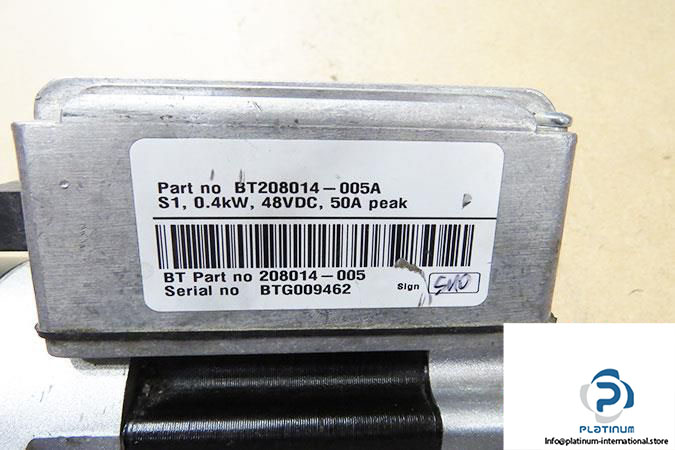 Part no BT208014-005A
S1, 0.4kW, 48VDC, 50A peak
BT Part no 208014-005
Serial no BTG009462
Sign
PLATINUM
Info@platinum-international.store